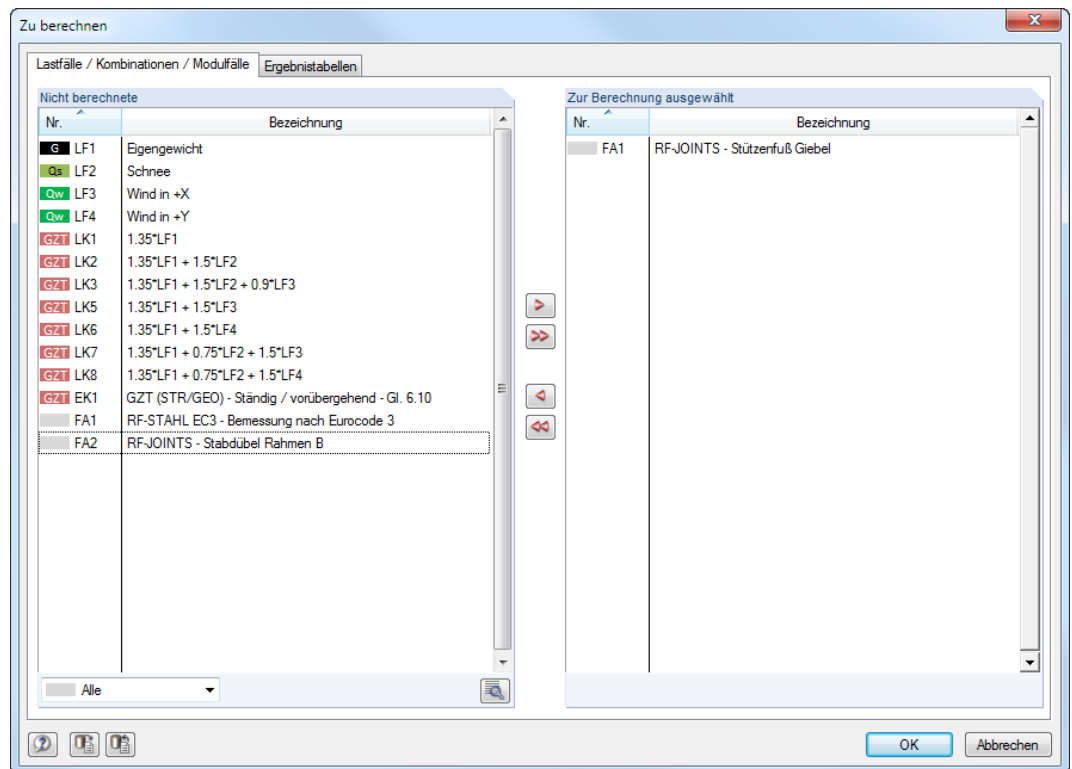 Zu berechnen
Lastfälle / Kombinationen / Modulfälle Ergebnistabellen
Nicht berechnete
Nr. Bezeichnung
G LF1 Eigengewicht
Qs LF2 Schnee
Qw LF3 Wind in +X
Qw LF4 Wind in +Y
GZT LK1 1.35*LF1
GZT LK2 1.35*LF1 + 1.5*LF2
GZT LK3 1.35*LF1 + 1.5*LF2 + 0.9*LF3
GZT LK5 1.35*LF1 + 1.5*LF3
GZT LK6 1.35*LF1 + 1.5*LF4
GZT LK7 1.35*LF1 + 0.75*LF2 + 1.5*LF3
GZT LK8 1.35*LF1 + 0.75*LF2 + 1.5*LF4
GZT EK1 GZT (STR/GEO) - Ständig / vorübergehend - Gl. 6.10
FA1 RF-STAHL EC3 - Bemessung nach Eurocode 3
FA2 RF-JOINTS - Stabdübel Rahmen B
Alle
Zur Berechnung ausgewählt
Nr. Bezeichnung
FA1 RF-JOINTS - Stützenfuß Giebel
OK Abbrechen